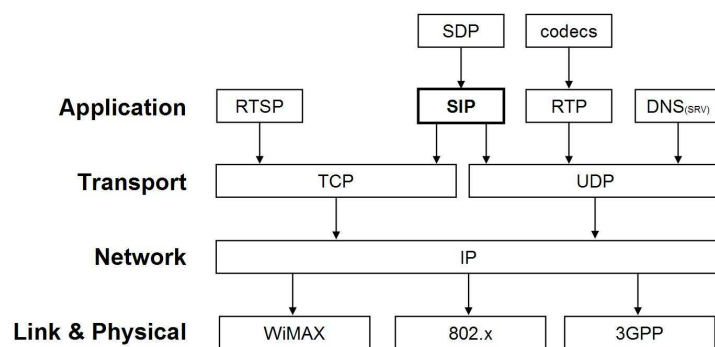 SDP codecs
Application RTSP SIP RTP DNS(SRV)
Transport TCP UDP
Network IP
Link & Physical WiMAX 802.x 3GPP